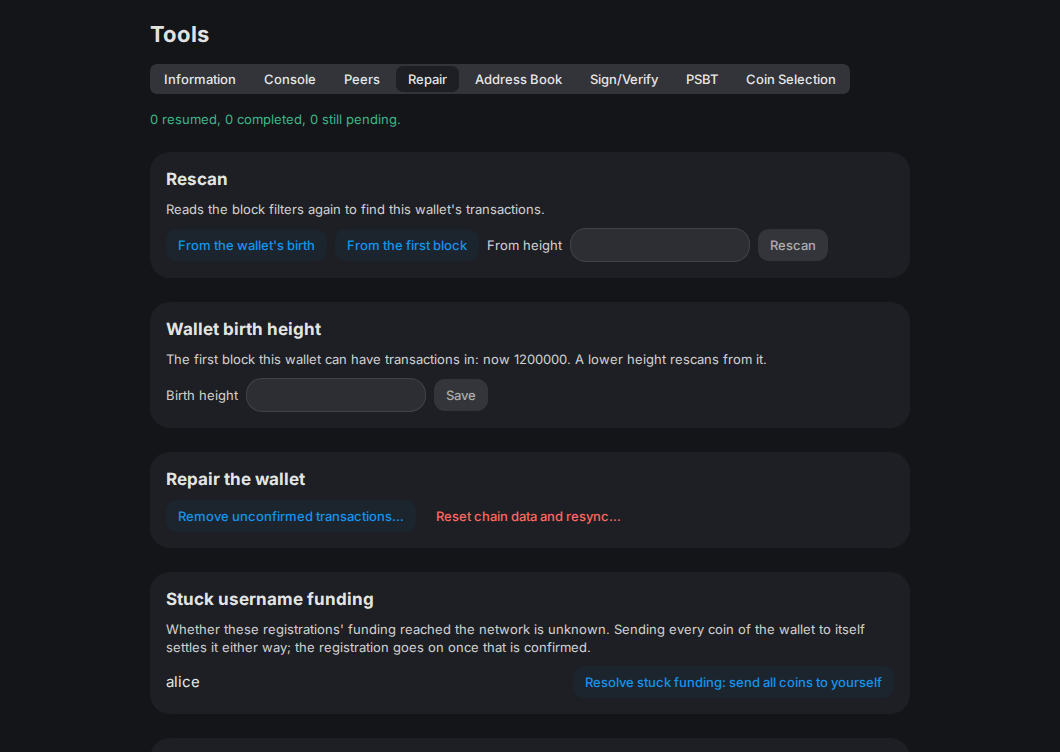 Tools
Information Console Peers Repair Address Book Sign/Verify PSBT Coin Selection
0 resumed, 0 completed, 0 still pending.
Rescan
Reads the block filters again to find this wallet's transactions.
From the wallet's birth From the first block From height Rescan
Wallet birth height
The first block this wallet can have transactions in: now 1200000. A lower height rescans from it.
Birth height Save
Repair the wallet
Remove unconfirmed transactions... Reset chain data and resync...
Stuck username funding
Whether these registrations' funding reached the network is unknown. Sending every coin of the wallet to itself
settles it either way; the registration goes on once that is confirmed.
alice Resolve stuck funding: send all coins to yourself